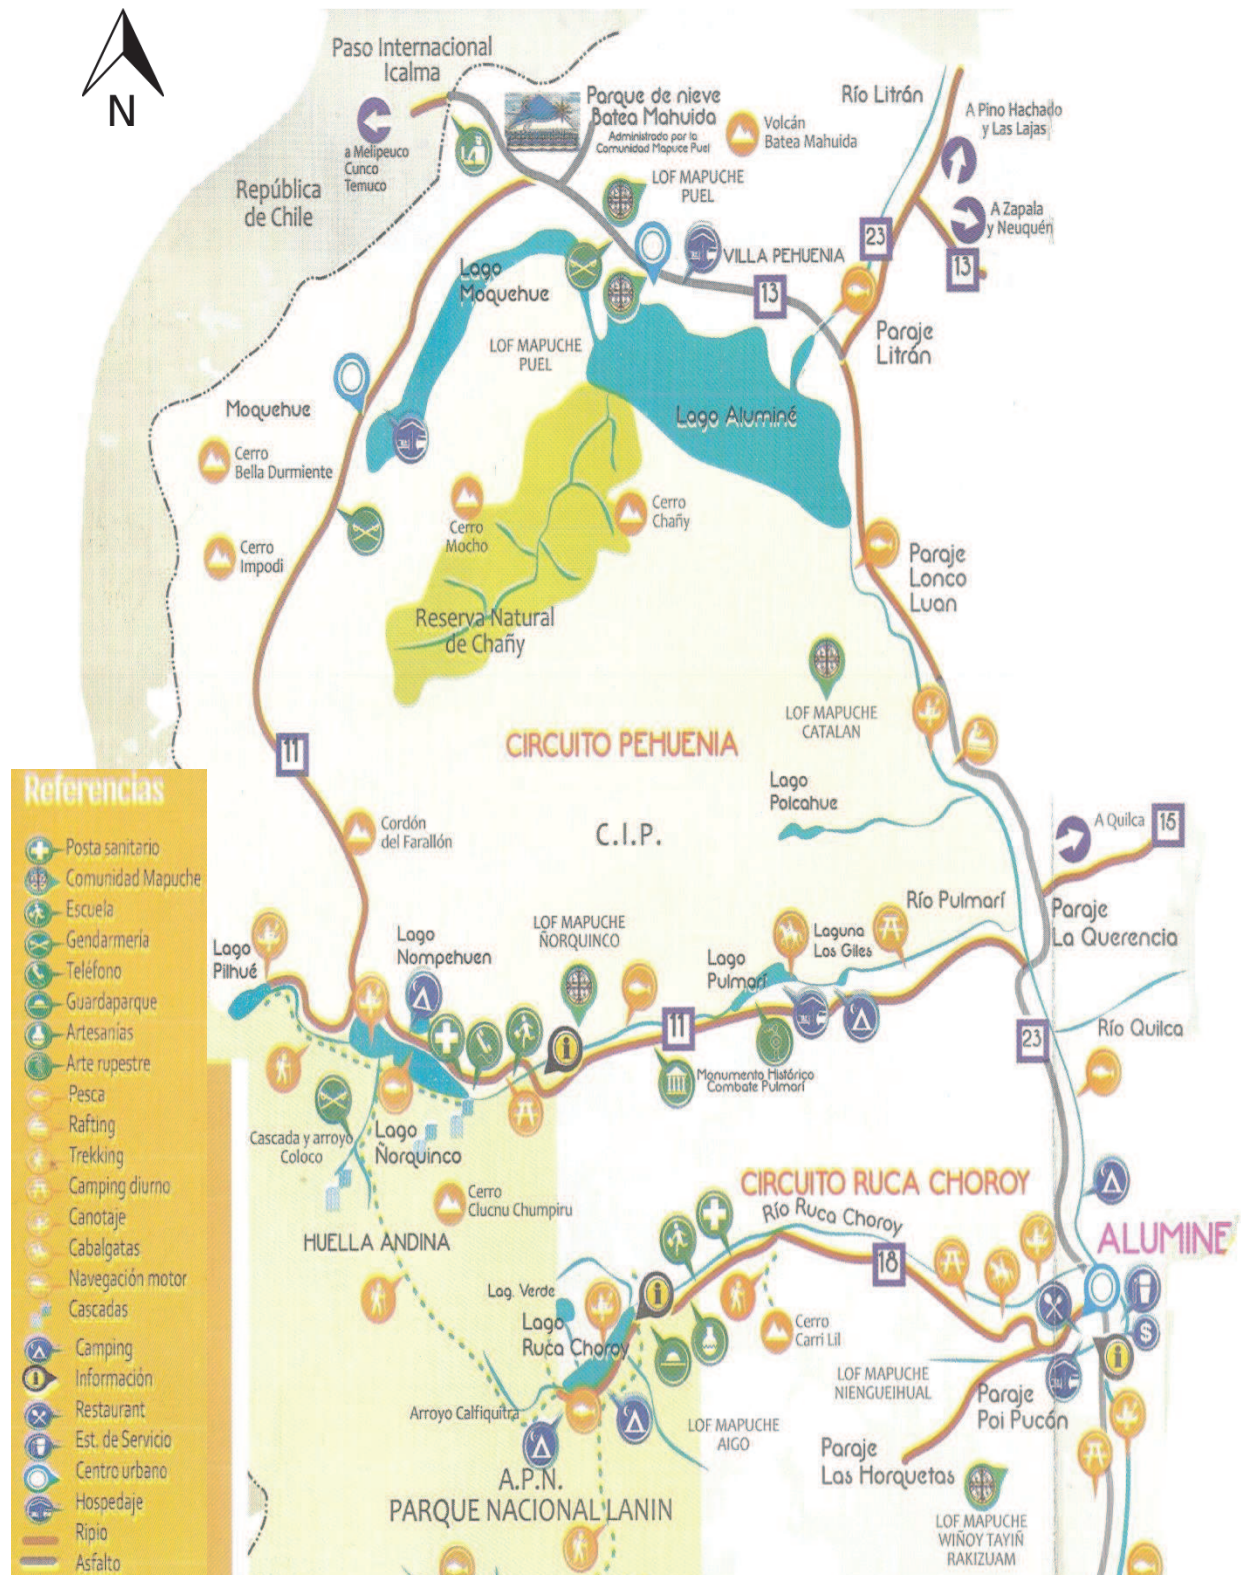 N
Paso Internacional
Icalma
a Melipeuco
Cunco
Temuco
República
de Chile
Parque de nieve
Batea Mahuida
Administrado por la
Comunidad Mapuce Puel
Volcán
Batea Mahuida
Río Litrán
A Pino Hachado
y Las Lajas
LOF MAPUCHE
PUEL
A Zapala
y Neuquén
23
13
VILLA PEHUENIA
13
Lago
Moquehue
LOF MAPUCHE
PUEL
Paraje
Litrán
Moquehue
Lago Aluminé
Cerro
Bella Durmiente
Cerro
Impodi
Cerro
Mocho
Cerro
Chañy
Paraje
Lonco
Luan
Reserva Natural
de Chañy
LOF MAPUCHE
CATALAN
CIRCUITO PEHUENIA
11
Lago
Polcahue
C.I.P.
Cordón
del Farallón
A Quilca
15
Paraje
La Querencia
Río Pulmarí
Lago
Pilhué
Lago
Nompehuen
LOF MAPUCHE
ÑORQUINCO
Lago
Pulmarí
Laguna
Los Giles
11
23
Río Quilca
Monumento Histórico
Combate Pulmarí
Cascada y arroyo
Coloco
Lago
Ñorquinco
Cerro
Clucnu Chumpiru
HUELLA ANDINA
CIRCUITO RUCA CHOROY
Río Ruca Choroy
18
ALUMINE
Lag. Verde
Lago
Ruca Choroy
Cerro
Carri Lil
$
LOF MAPUCHE
NIENGUEIHUAL
Paraje
Poi Pucón
Arroyo Calfiquitra
LOF MAPUCHE
AIGO
Paraje
Las Horquetas
A.P.N.
PARQUE NACIONAL LANIN
LOF MAPUCHE
WIÑOY TAYIÑ
RAKIZUAM
Referencias
Posta sanitario
Comunidad Mapuche
Escuela
Gendarmería
Teléfono
Guardaparque
Artesanías
Arte rupestre
Pesca
Rafting
Trekking
Camping diurno
Canotaje
Cabalgatas
Navegación motor
Cascadas
Camping
Información
Restaurant
Est. de Servicio
Centro urbano
Hospedaje
Ripio
Asfalto